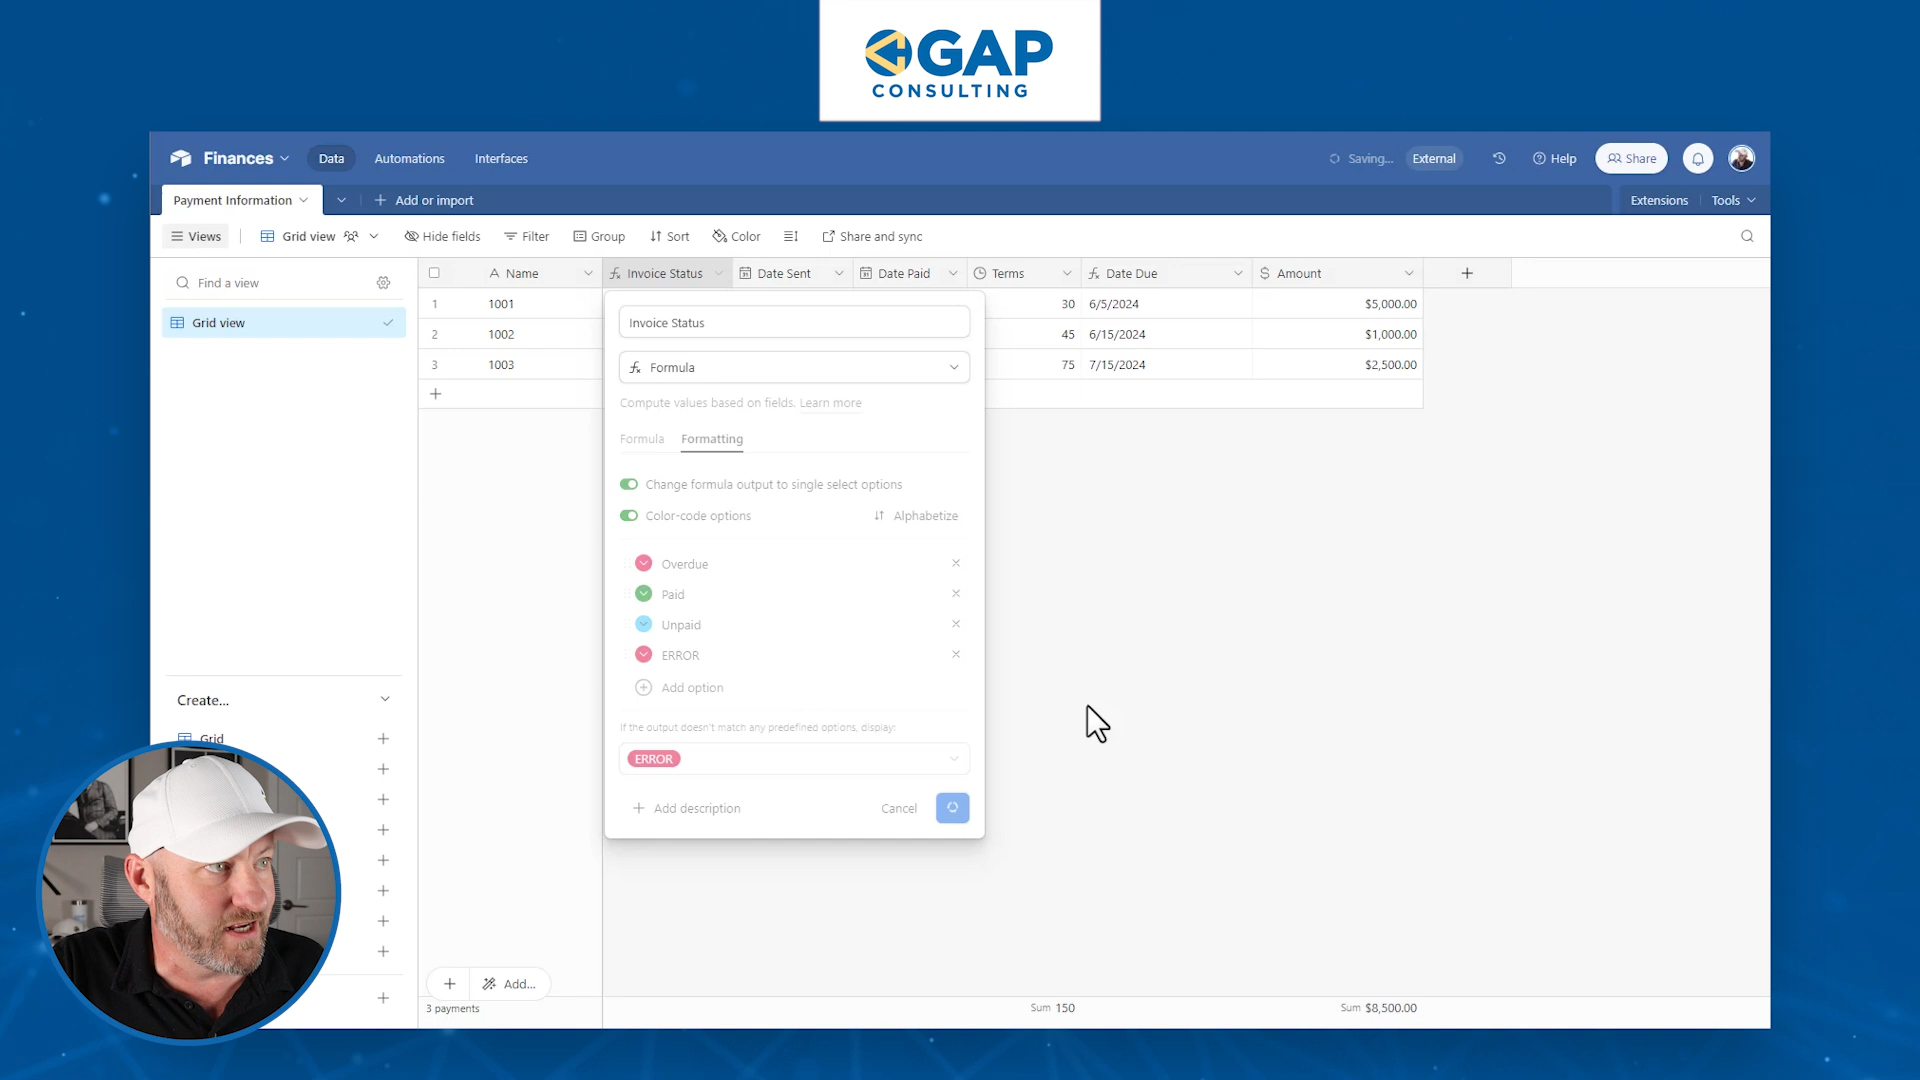 GAP
CONSULTING
Finances
Data
Automations
Interfaces
Saving...
External
Help
Share
Payment Information
Add or import
Extensions
Tools
Views
Grid view
Hide fields
Filter
Group
Sort
Color
Share and sync
Find a view
Grid view
Create...
Grid
Name
Invoice Status
Date Sent
Date Paid
Terms
Date Due
Amount
1 1001 30 6/5/2024 $5,000.00
2 1002 45 6/15/2024 $1,000.00
3 1003 75 7/15/2024 $2,500.00
Invoice Status
Formula
Compute values based on fields. Learn more
Formula
Formatting
Change formula output to single select options
Color-code options
Alphabetize
Overdue
Paid
Unpaid
ERROR
Add option
If the output doesn't match any predefined options, display:
ERROR
Add description
Cancel
Add...
3 payments
Sum 150
Sum $8,500.00